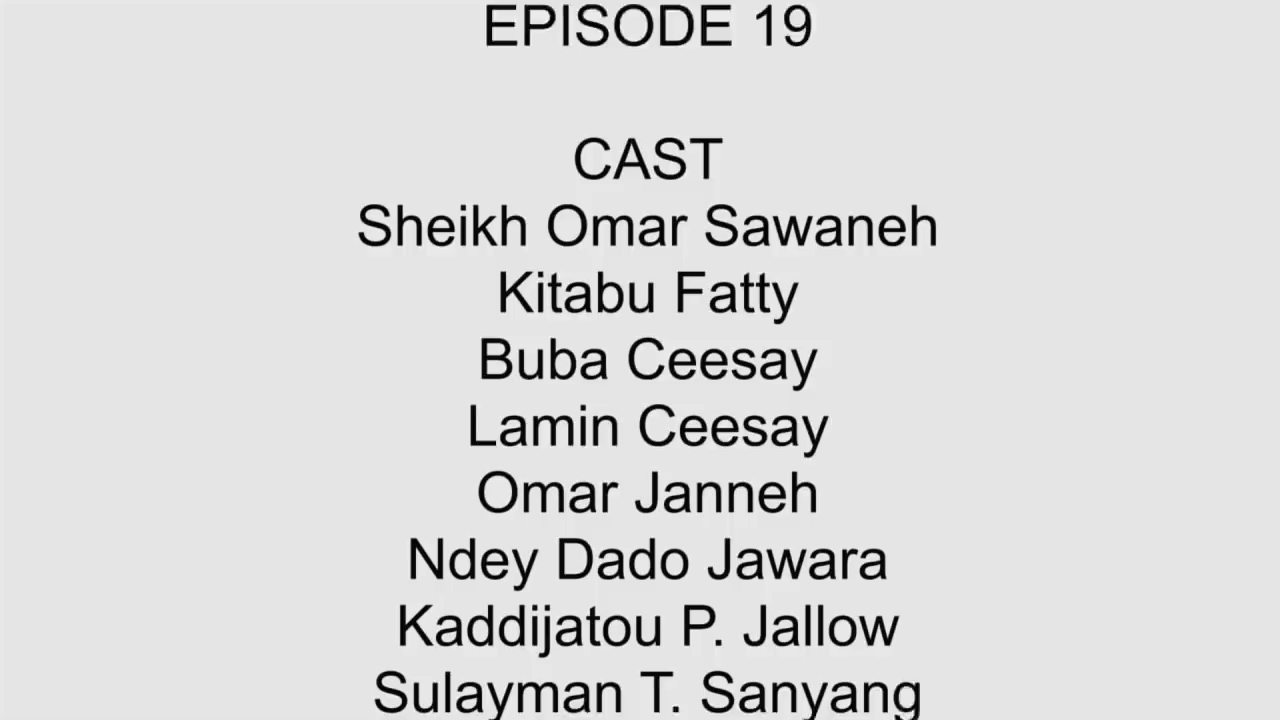 EPISODE 19
CAST
Sheikh Omar Sawaneh
Kitabu Fatty
Buba Ceesay
Lamin Ceesay
Omar Janneh
Ndey Dado Jawara
Kaddijatou P. Jallow
Sulayman T. Sanyang